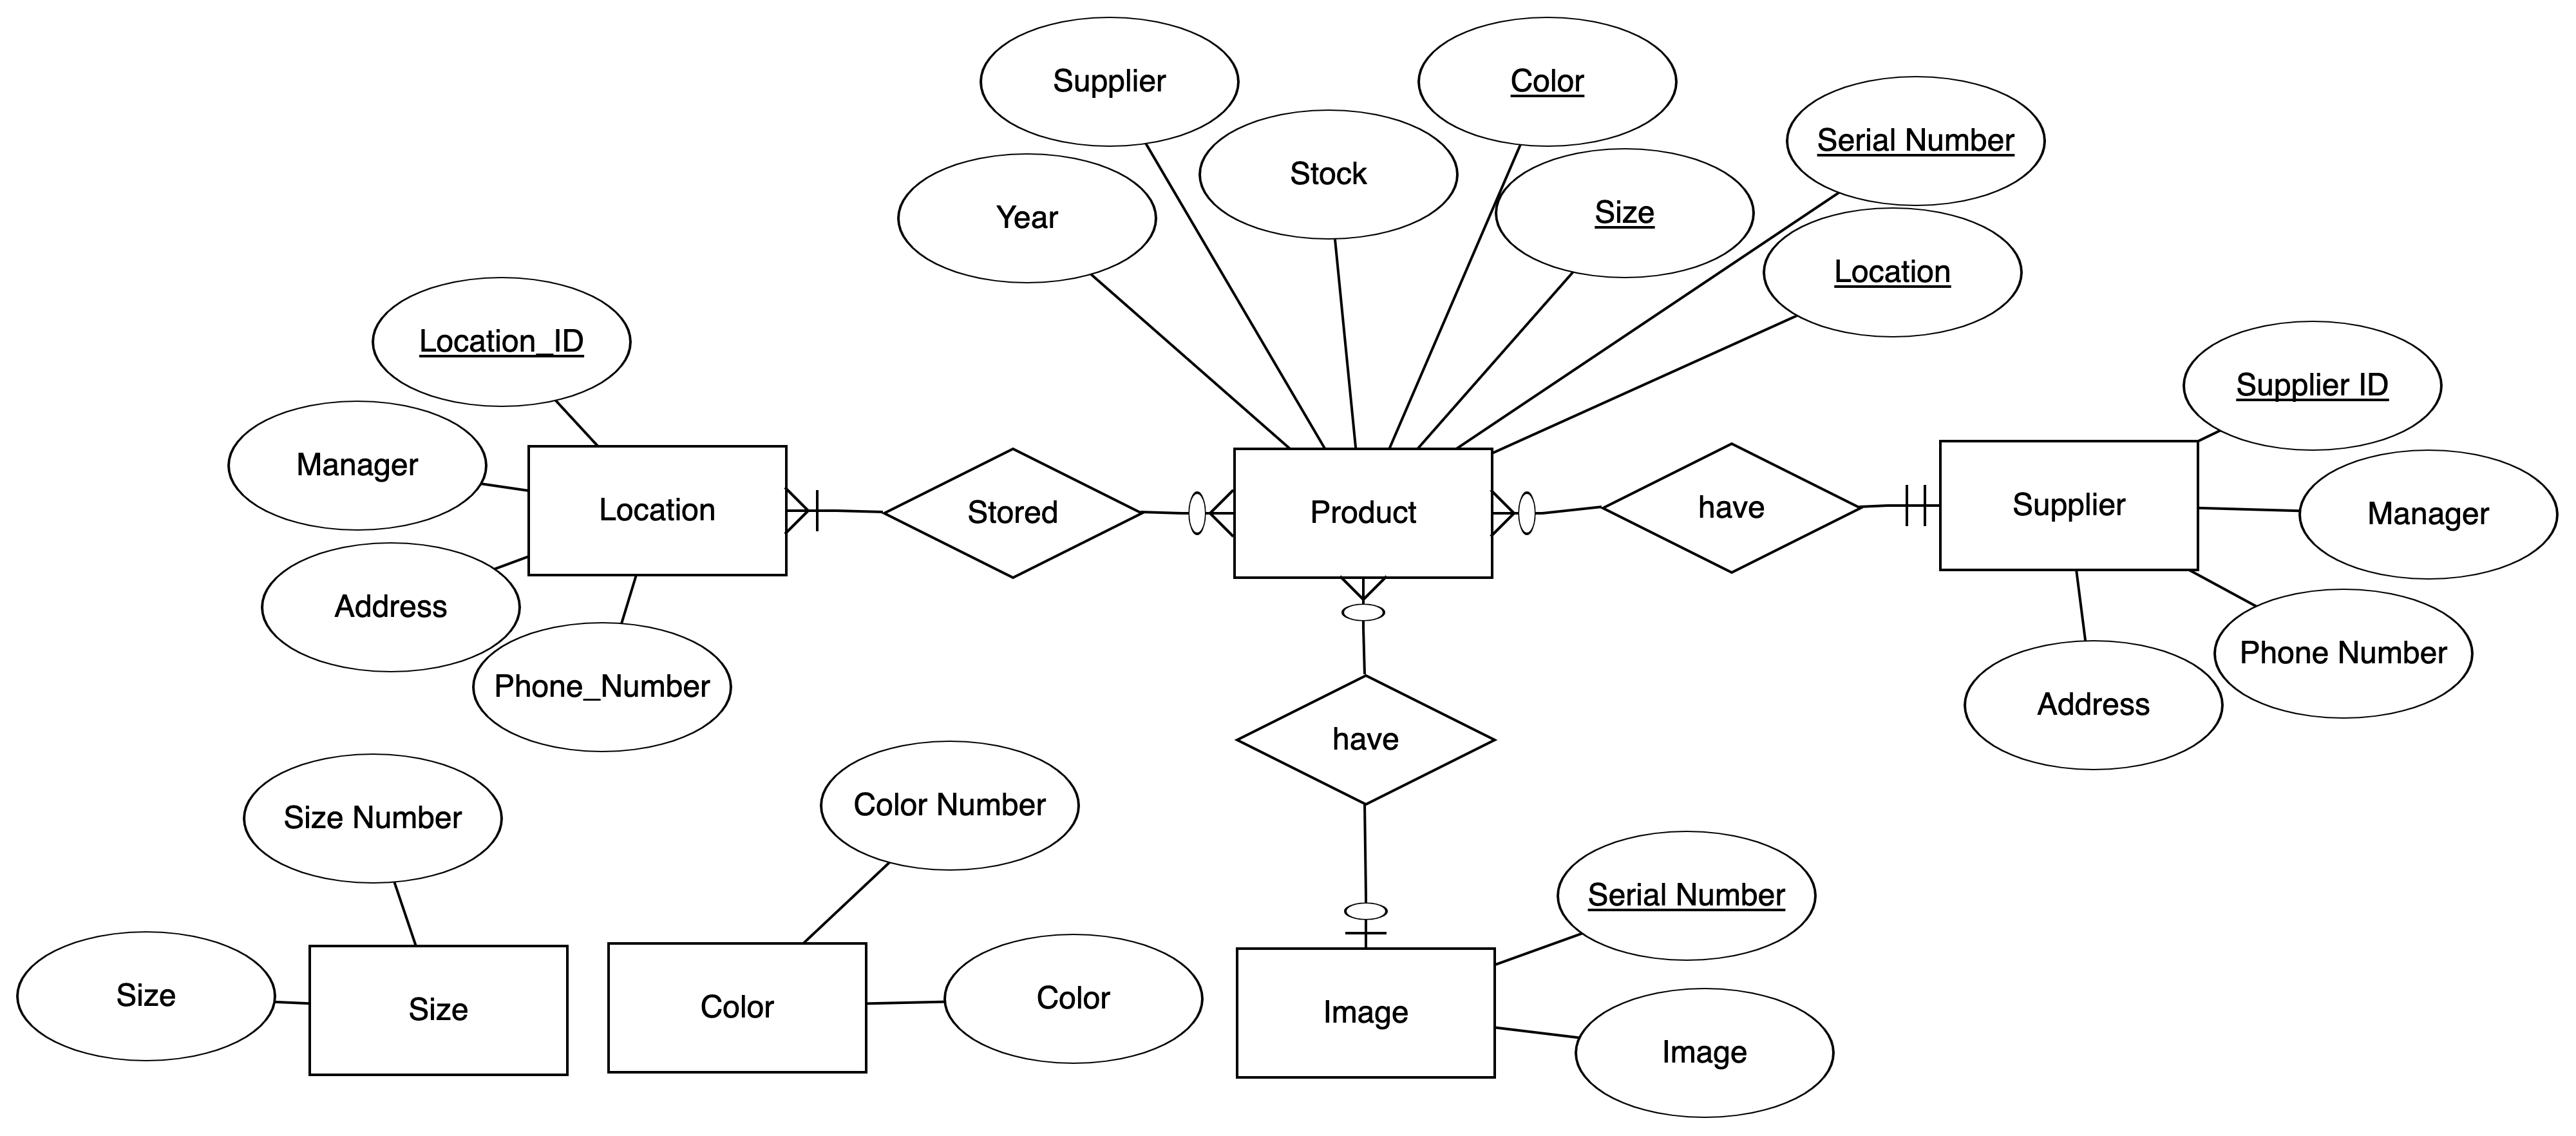 Supplier
Color
Serial Number
Stock
Year
Size
Location
Location_ID
Supplier ID
Manager
Location
Stored
Product
have
Supplier
Manager
Address
Phone_Number
Phone Number
Address
have
Size Number
Color Number
Serial Number
Size
Size
Color
Color
Image
Image